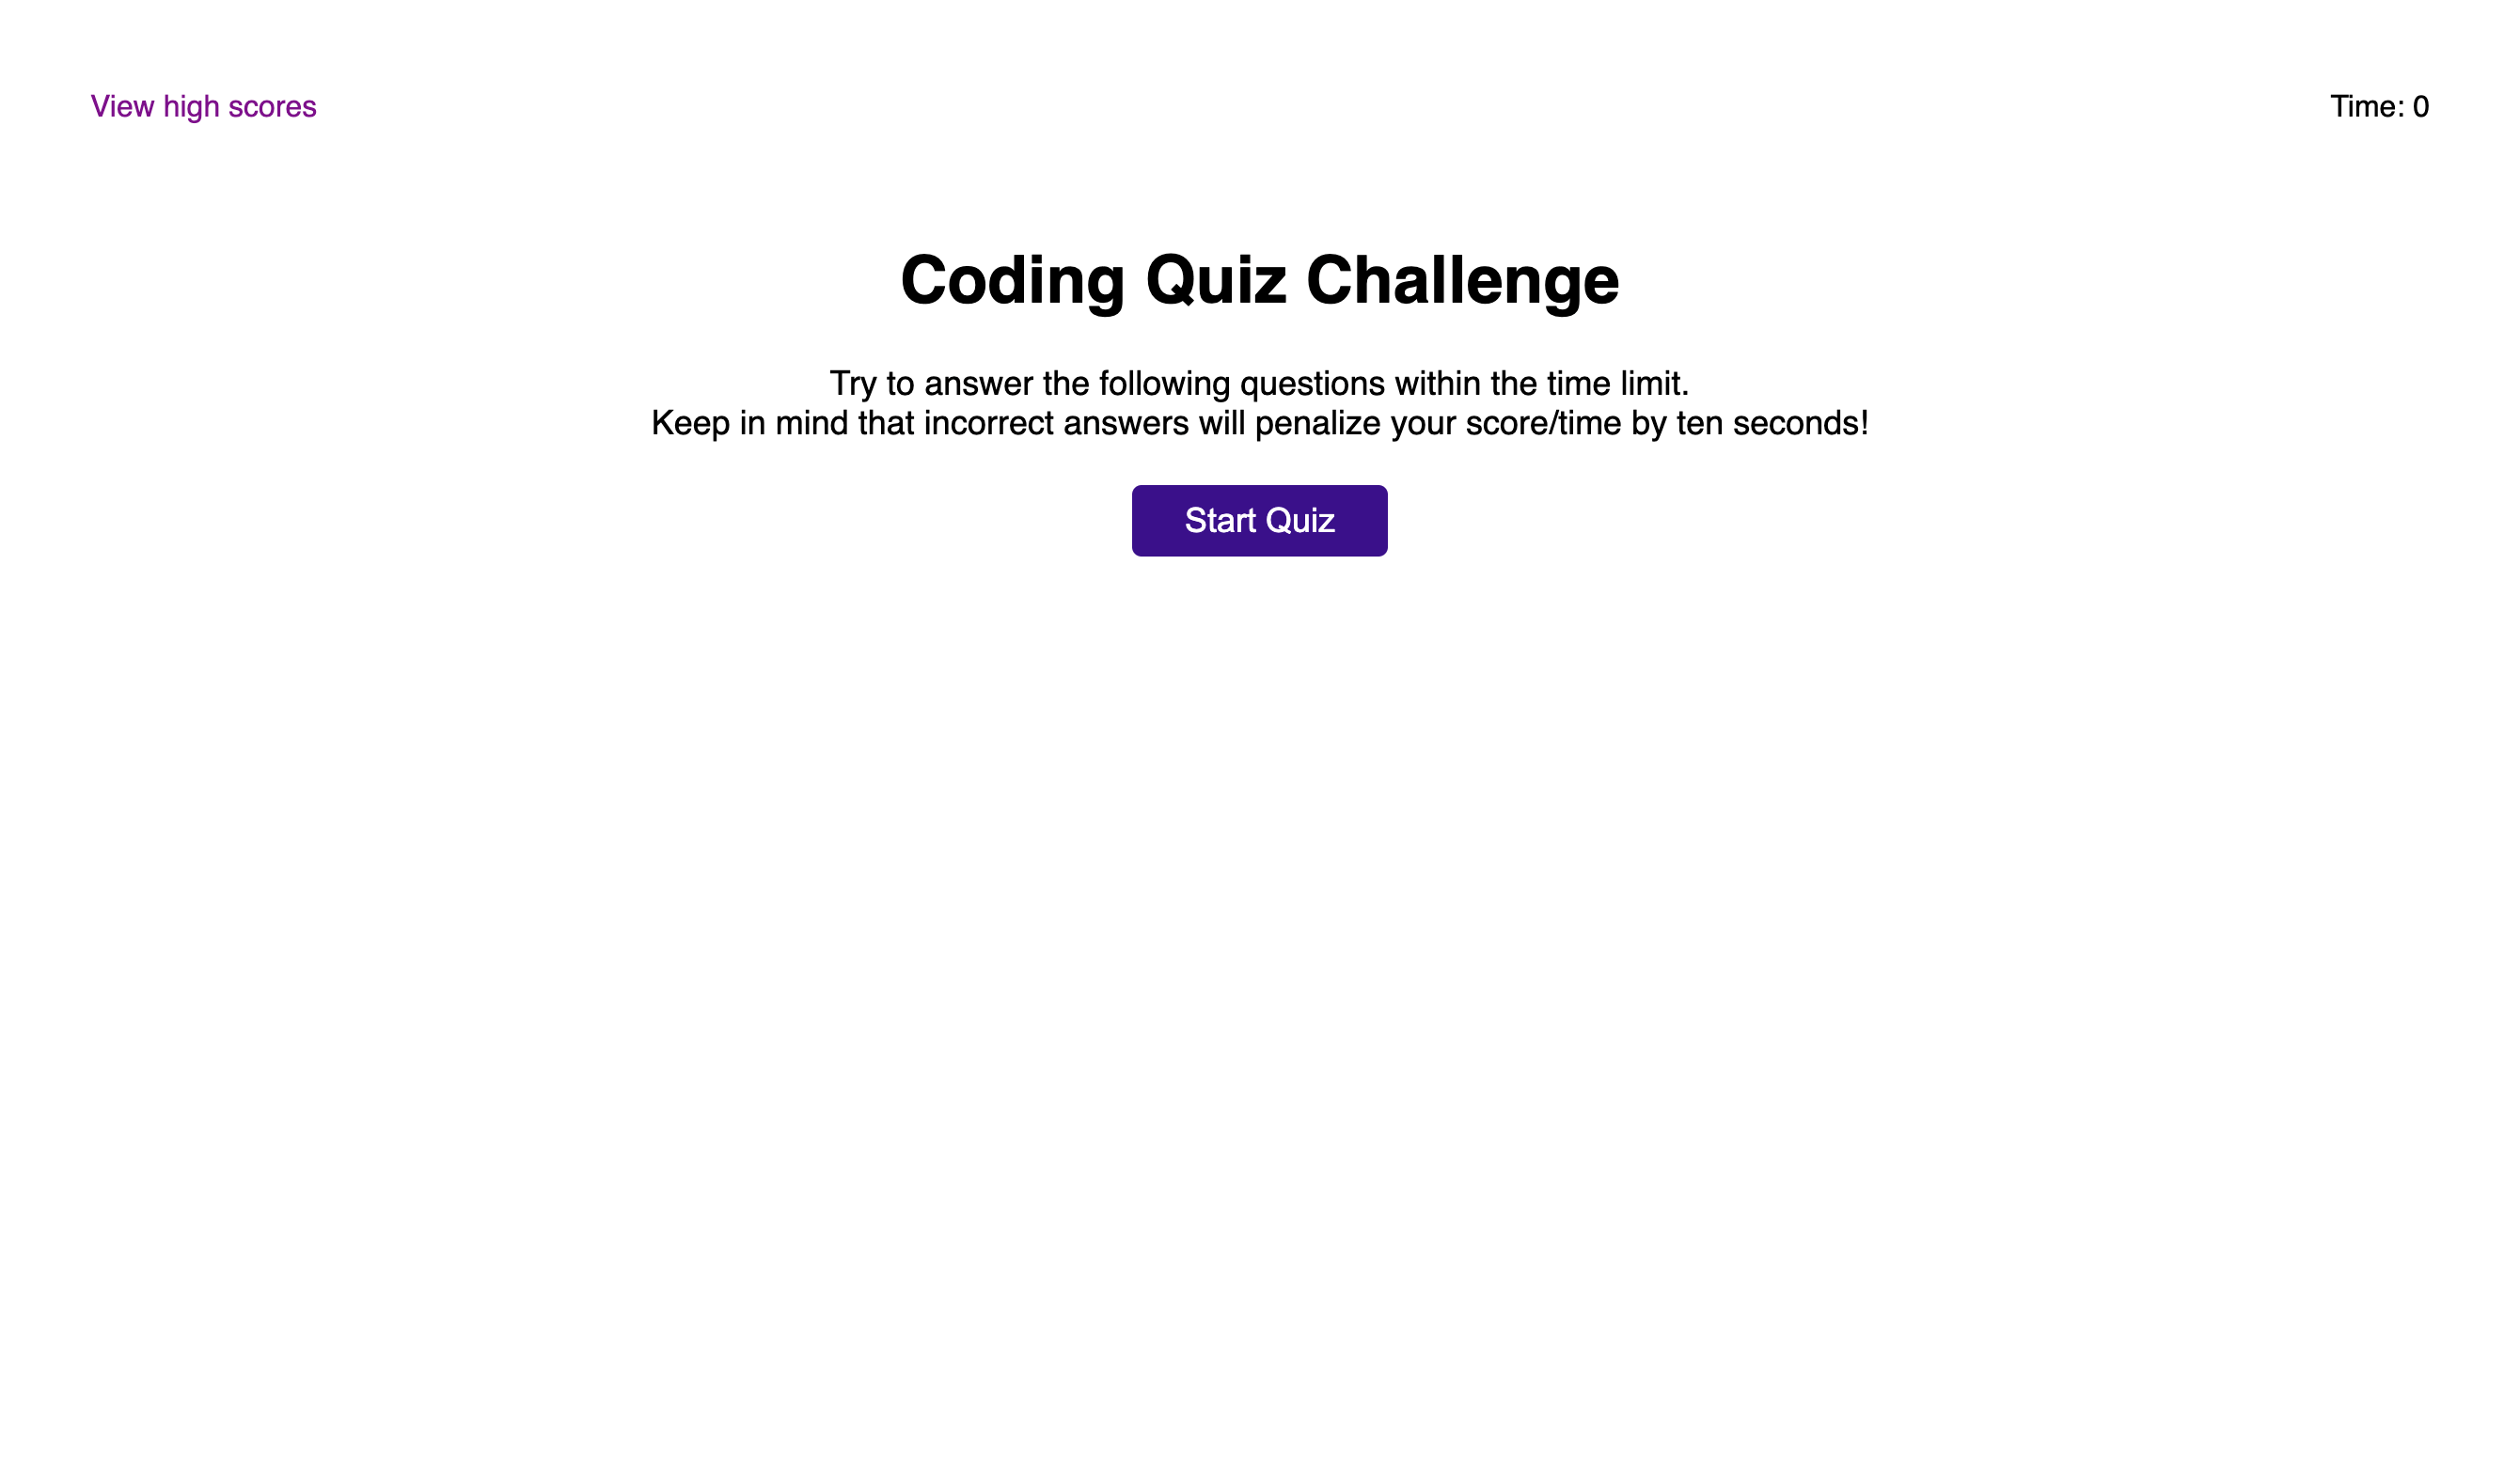 View high scores
Time: 0
Coding Quiz Challenge
Try to answer the following questions within the time limit.
Keep in mind that incorrect answers will penalize your score/time by ten seconds!
Start Quiz